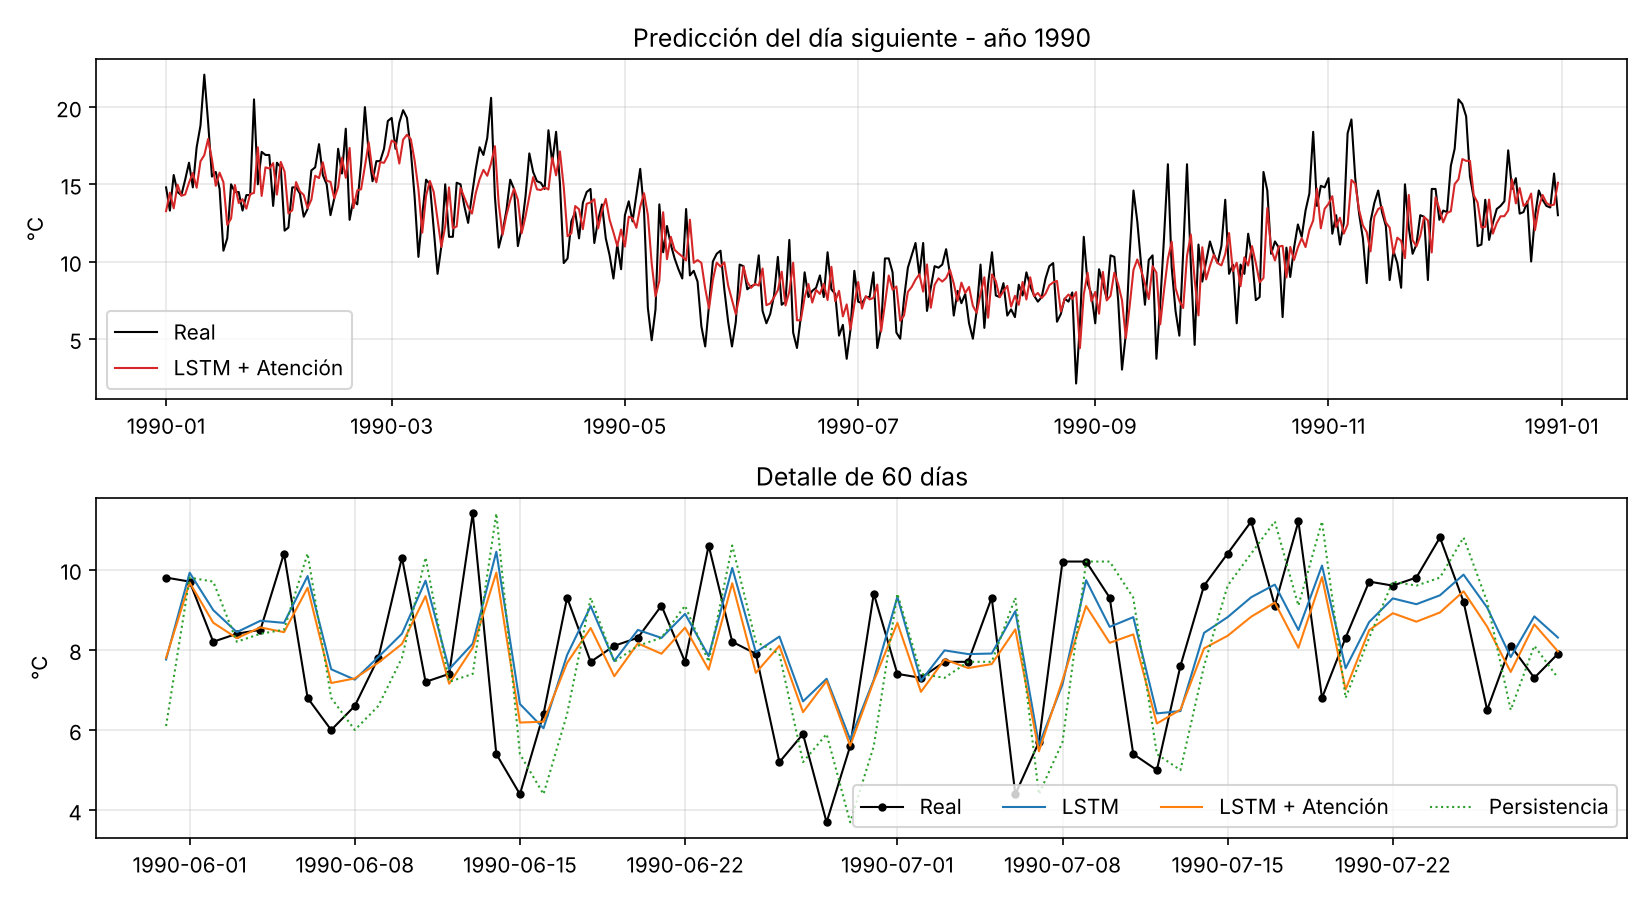 Predicción del día siguiente - año 1990
°C
20
15
10
5
Real
LSTM + Atención
1990-01 1990-03 1990-05 1990-07 1990-09 1990-11 1991-01
Detalle de 60 días
°C
10
8
6
4
Real LSTM LSTM + Atención Persistencia
1990-06-01 1990-06-08 1990-06-15 1990-06-22 1990-07-01 1990-07-08 1990-07-15 1990-07-22